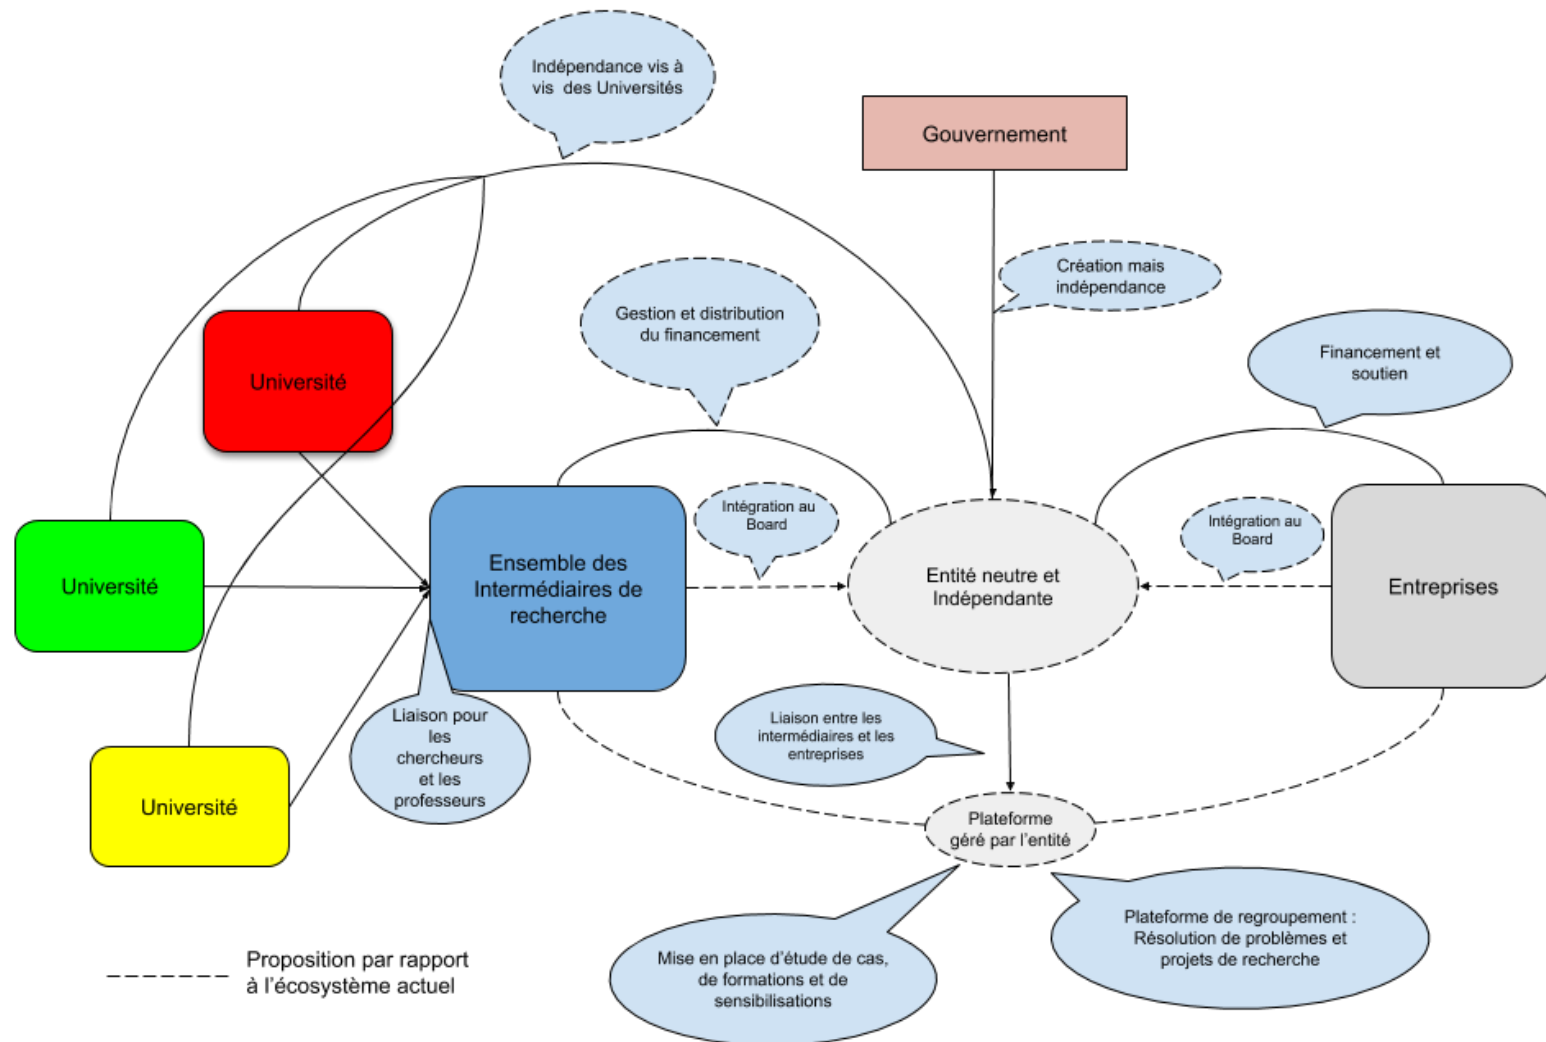 Indépendance vis à
vis des Universités
Gouvernement
Création mais
indépendance
Gestion et distribution
du financement
Financement et
soutien
Université
Intégration au
Board
Intégration au
Board
Ensemble des
Intermédiaires de
recherche
Entité neutre et
Indépendante
Entreprises
Université
Liaison pour
les
chercheurs
et les
professeurs
Liaison entre les
intermédiaires et les
entreprises
Université
Plateforme
géré par l'entité
Plateforme de regroupement :
Résolution de problèmes et
projets de recherche
Mise en place d'étude de cas,
de formations et de
sensibilisations
Proposition par rapport
à l'écosystème actuel